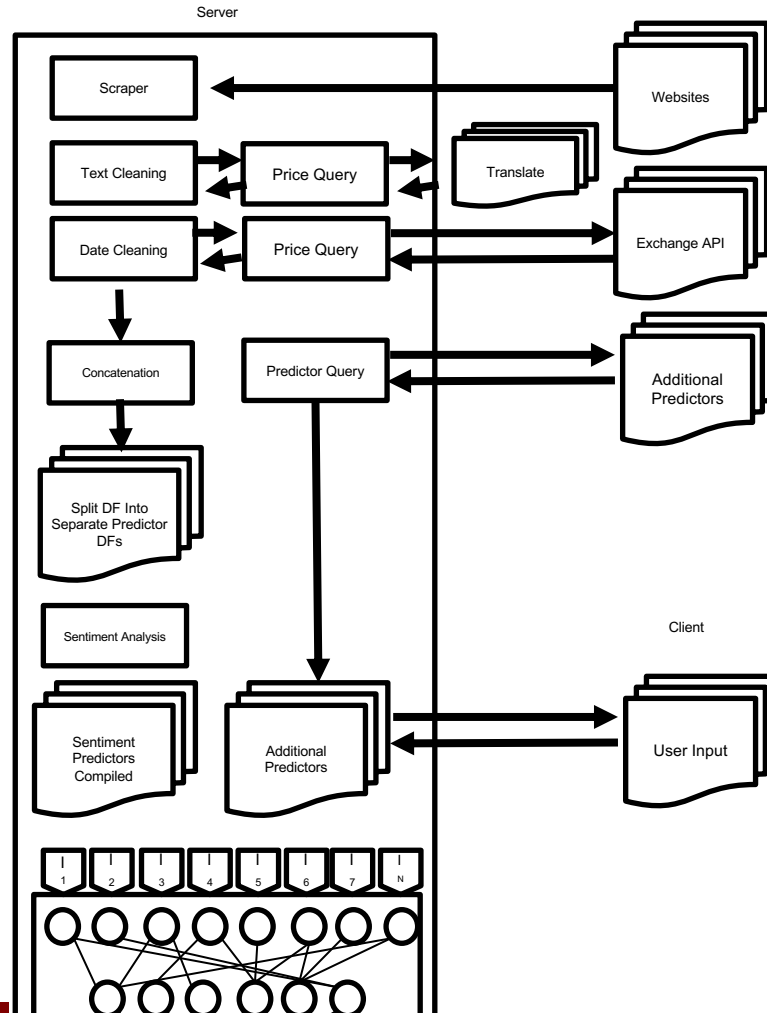 Server
Scraper
Websites
Text Cleaning
Price Query
Translate
Date Cleaning
Price Query
Exchange API
Concatenation
Predictor Query
Additional
Predictors
Split DF Into
Separate Predictor
DFs
Sentiment Analysis
Client
Sentiment
Predictors
Compiled
Additional
Predictors
User Input
I
1
I
2
I
3
I
4
I
5
I
6
I
7
I
N